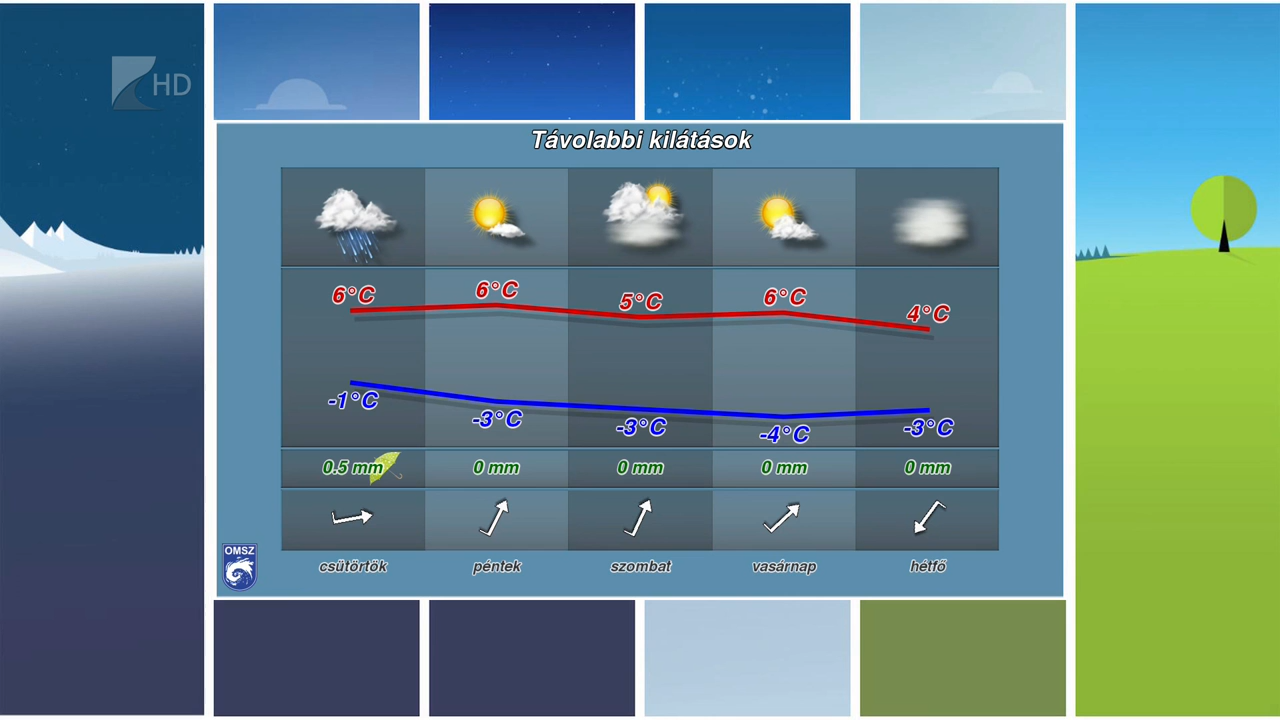 HD
Távolabbi kilátások
6°C 6°C 5°C 6°C 4°C
-1°C -3°C -3°C -4°C -3°C
0.5 mm 0 mm 0 mm 0 mm 0 mm
OMSZ
csütörtök péntek szombat vasárnap hétfő